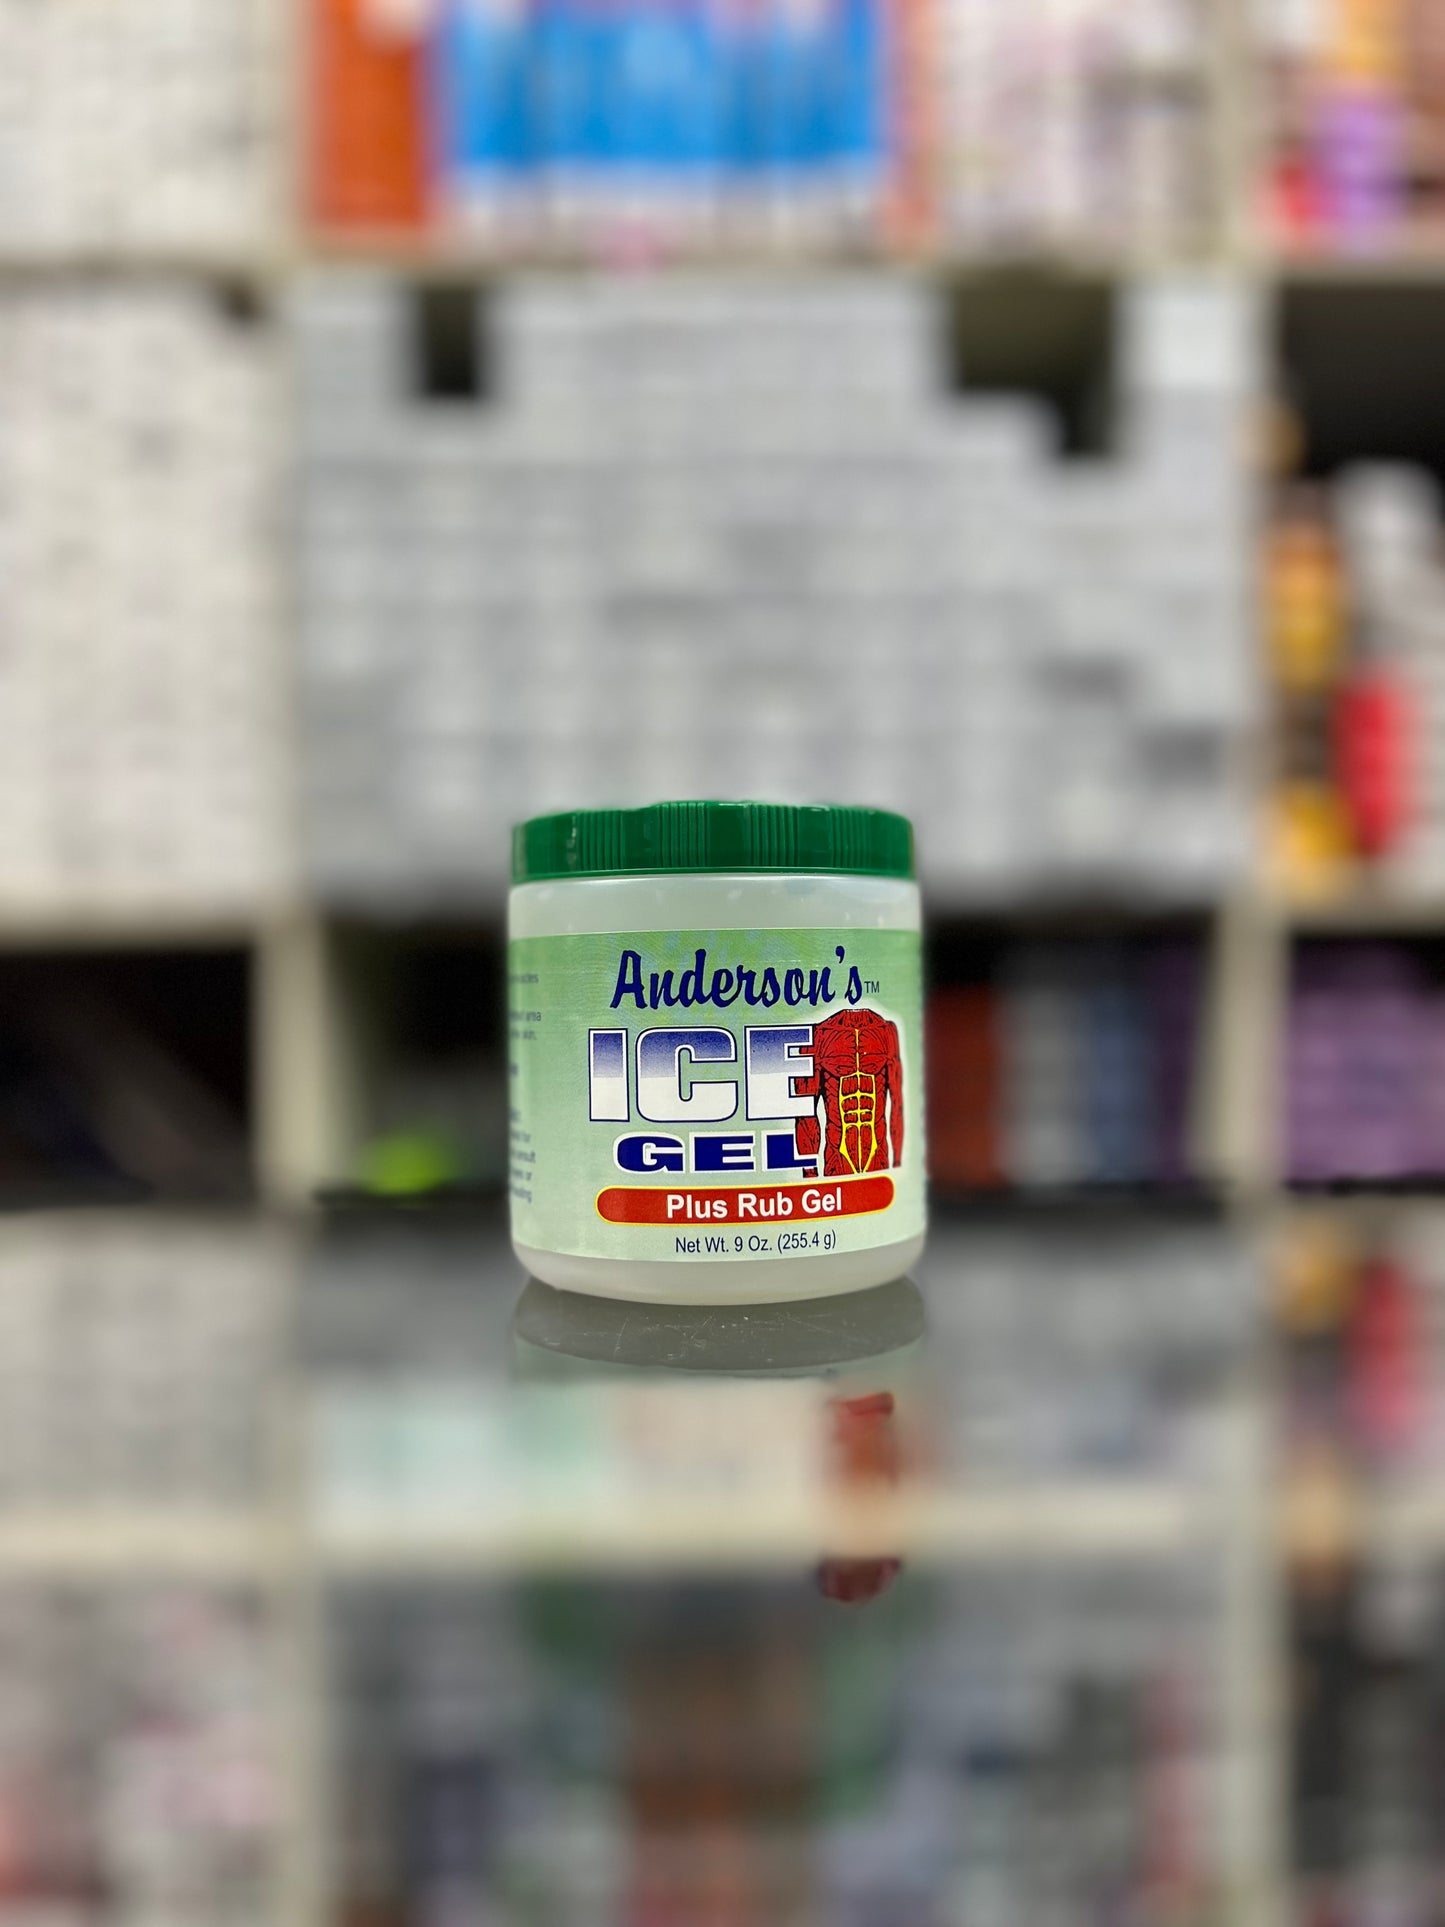 Anderson's™
ICE
GEL
Plus Rub Gel
Net Wt. 9 Oz. (255.4 g)